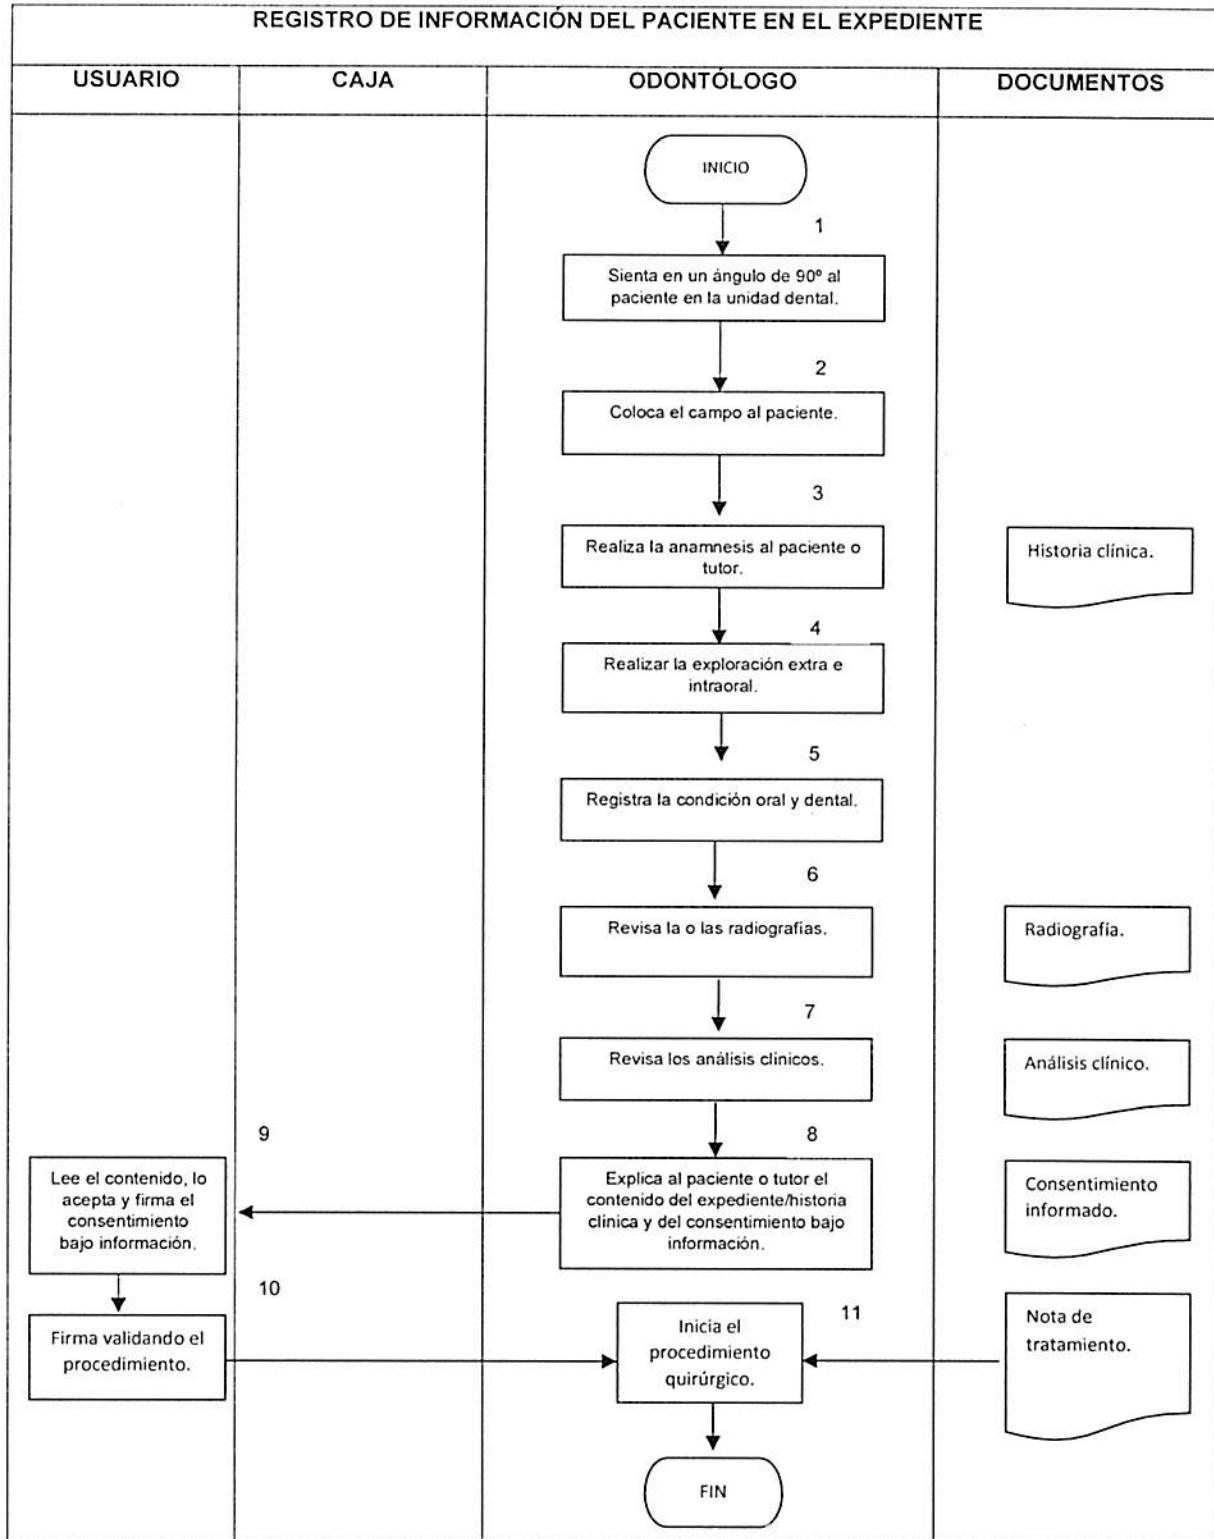 REGISTRO DE INFORMACIÓN DEL PACIENTE EN EL EXPEDIENTE
USUARIO
CAJA
ODONTÓLOGO
DOCUMENTOS
INICIO
1
Sienta en un ángulo de 90º al
paciente en la unidad dental.
2
Coloca el campo al paciente.
3
Realiza la anamnesis al paciente o
tutor.
Historia clínica.
4
Realizar la exploración extra e
intraoral.
5
Registra la condición oral y dental.
6
Revisa la o las radiografías.
Radiografía.
7
Revisa los análisis clínicos.
Análisis clínico.
8
Explica al paciente o tutor el
contenido del expediente/historia
clínica y del consentimiento bajo
información.
Consentimiento
informado.
9
Lee el contenido, lo
acepta y firma el
consentimiento
bajo información.
10
Firma validando el
procedimiento.
11
Inicia el
procedimiento
quirúrgico.
Nota de
tratamiento.
FIN